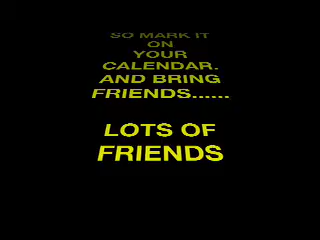 SO MARK IT
ON
YOUR
CALENDAR.
AND BRING
FRIENDS......
LOTS OF
FRIENDS